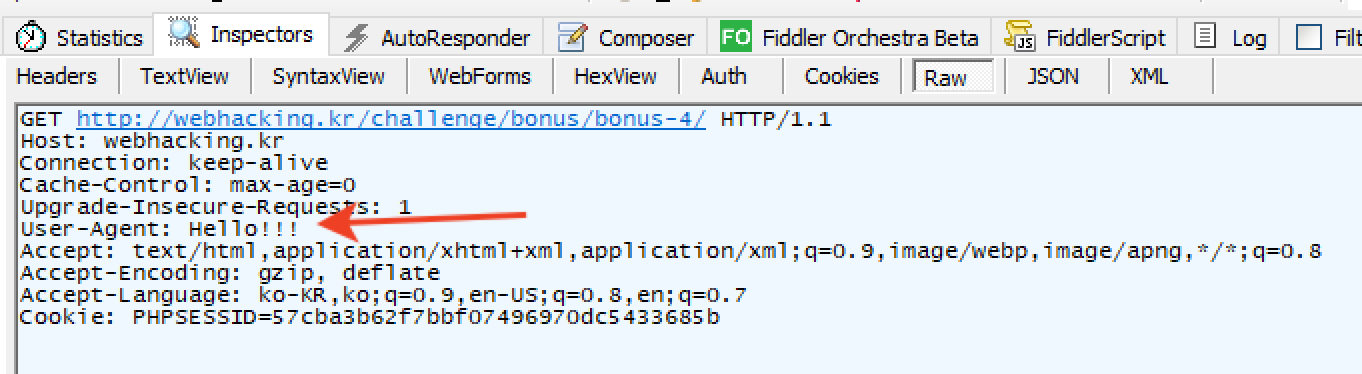 Statistics Inspectors AutoResponder Composer FO Fiddler Orchestra Beta JS FiddlerScript Log Filt
Headers TextView SyntaxView WebForms HexView Auth Cookies Raw JSON XML
GET http://webhacking.kr/challenge/bonus/bonus-4/ HTTP/1.1
Host: webhacking.kr
Connection: keep-alive
Cache-Control: max-age=0
Upgrade-Insecure-Requests: 1
User-Agent: Hello!!!
Accept: text/html,application/xhtml+xml,application/xml;q=0.9,image/webp,image/apng,*/*;q=0.8
Accept-Encoding: gzip, deflate
Accept-Language: ko-KR,ko;q=0.9,en-US;q=0.8,en;q=0.7
Cookie: PHPSESSID=57cba3b62f7bbf07496970dc5433685b